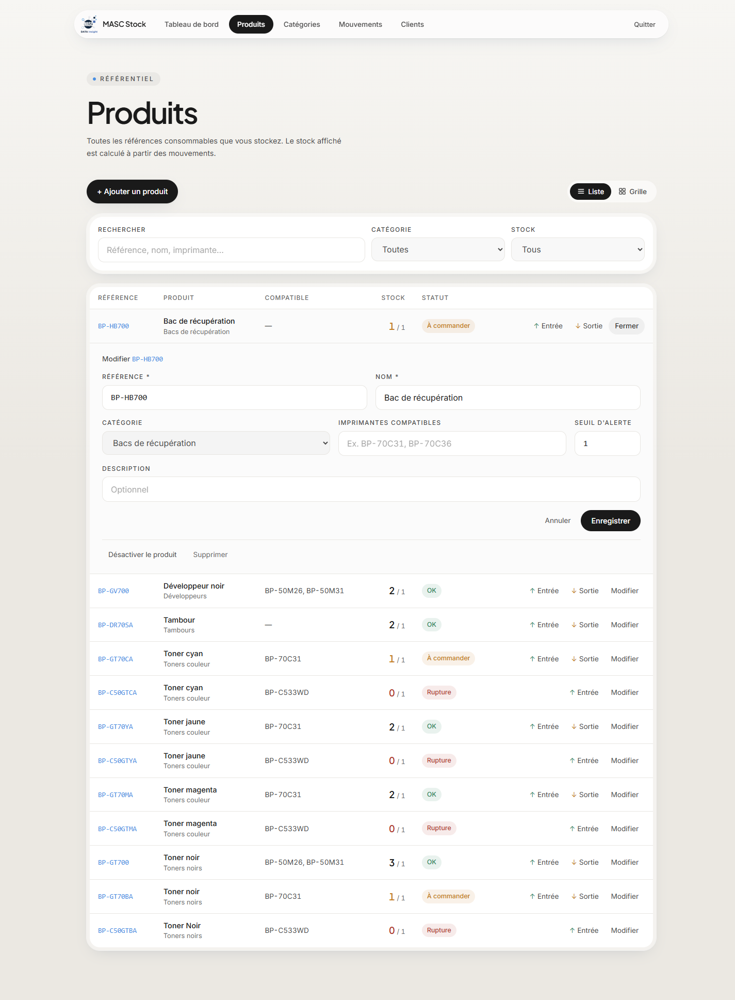 MASC
DATA Insight
MASC Stock
Tableau de bord
Produits
Catégories
Mouvements
Clients
Quitter
RÉFÉRENTIEL
Produits
Toutes les références consommables que vous stockez. Le stock affiché
est calculé à partir des mouvements.
+ Ajouter un produit
Liste
Grille
RECHERCHER
CATÉGORIE
STOCK
Référence, nom, imprimante...
Toutes
Tous
RÉFÉRENCE PRODUIT COMPATIBLE STOCK STATUT
BP-HB700 Bac de récupération — 1 / 1 À commander ↑ Entrée ↓ Sortie Fermer
Bacs de récupération
Modifier BP-HB700
RÉFÉRENCE * NOM *
BP-HB700 Bac de récupération
CATÉGORIE IMPRIMANTES COMPATIBLES SEUIL D'ALERTE
Bacs de récupération Ex. BP-70C31, BP-70C36 1
DESCRIPTION
Optionnel
Annuler Enregistrer
Désactiver le produit Supprimer
BP-GV700 Développeur noir BP-50M26, BP-50M31 2 / 1 OK ↑ Entrée ↓ Sortie Modifier
Développeurs
BP-DR70SA Tambour — 2 / 1 OK ↑ Entrée ↓ Sortie Modifier
Tambours
BP-GT70CA Toner cyan BP-70C31 1 / 1 À commander ↑ Entrée ↓ Sortie Modifier
Toners couleur
BP-C50GTCA Toner cyan BP-C533WD 0 / 1 Rupture ↑ Entrée Modifier
Toners couleur
BP-GT70YA Toner jaune BP-70C31 2 / 1 OK ↑ Entrée ↓ Sortie Modifier
Toners couleur
BP-C50GTYA Toner jaune BP-C533WD 0 / 1 Rupture ↑ Entrée Modifier
Toners couleur
BP-GT70MA Toner magenta BP-70C31 2 / 1 OK ↑ Entrée ↓ Sortie Modifier
Toners couleur
BP-C50GTMA Toner magenta BP-C533WD 0 / 1 Rupture ↑ Entrée Modifier
Toners couleur
BP-GT700 Toner noir BP-50M26, BP-50M31 3 / 1 OK ↑ Entrée ↓ Sortie Modifier
Toners noirs
BP-GT70BA Toner noir BP-70C31 1 / 1 À commander ↑ Entrée ↓ Sortie Modifier
Toners noirs
BP-C50GTBA Toner Noir BP-C533WD 0 / 1 Rupture ↑ Entrée Modifier
Toners noirs